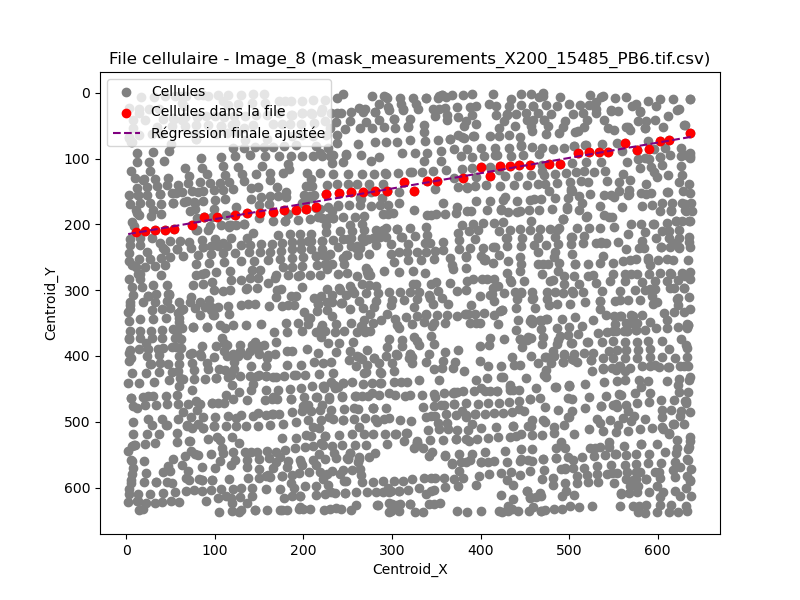 File cellulaire - Image_8 (mask_measurements_X200_15485_PB6.tif.csv)
Cellules
Cellules dans la file
Régression finale ajustée
0
100
200
300
400
500
600
Centroid_Y
0 100 200 300 400 500 600
Centroid_X